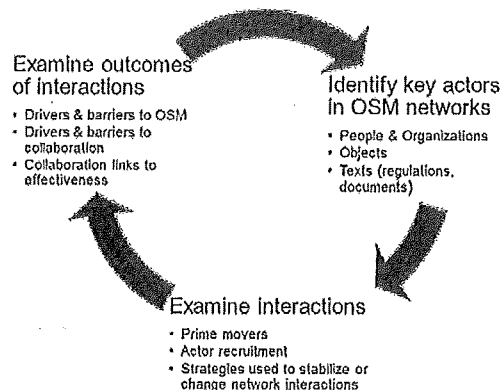 Examine outcomes
of interactions
• Drivers & barriers to OSM
• Drivers & barriers to
collaboration
• Collaboration links to
effectiveness
Identify key actors
in OSM networks
• People & Organizations
• Objects
• Texts (regulations,
documents)
Examine interactions
• Prime movers
• Actor recruitment
• Strategies used to stabilize or
change network interactions